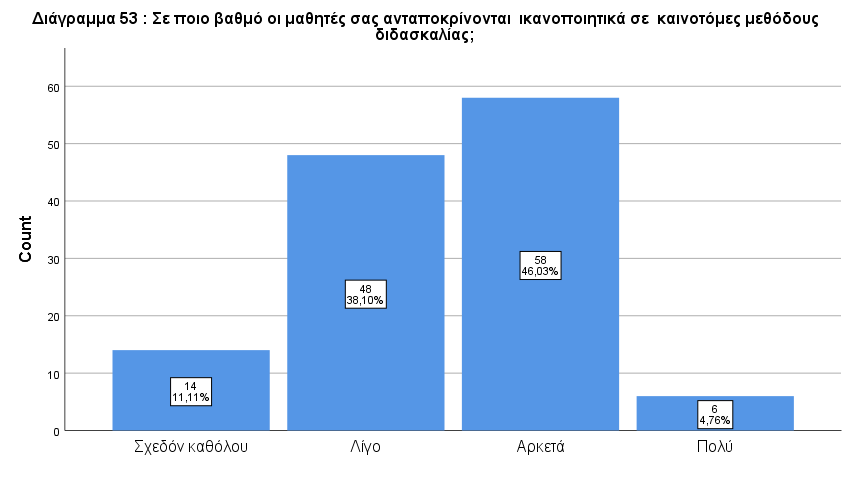 Διάγραμμα 53 : Σε ποιο βαθμό οι μαθητές σας ανταποκρίνονται ικανοποιητικά σε καινοτόμες μεθόδους
διδασκαλίας;
60
50
40
30
20
10
0
Count
14
11,11%
48
38,10%
58
46,03%
6
4,76%
Σχεδόν καθόλου
Λίγο
Αρκετά
Πολύ